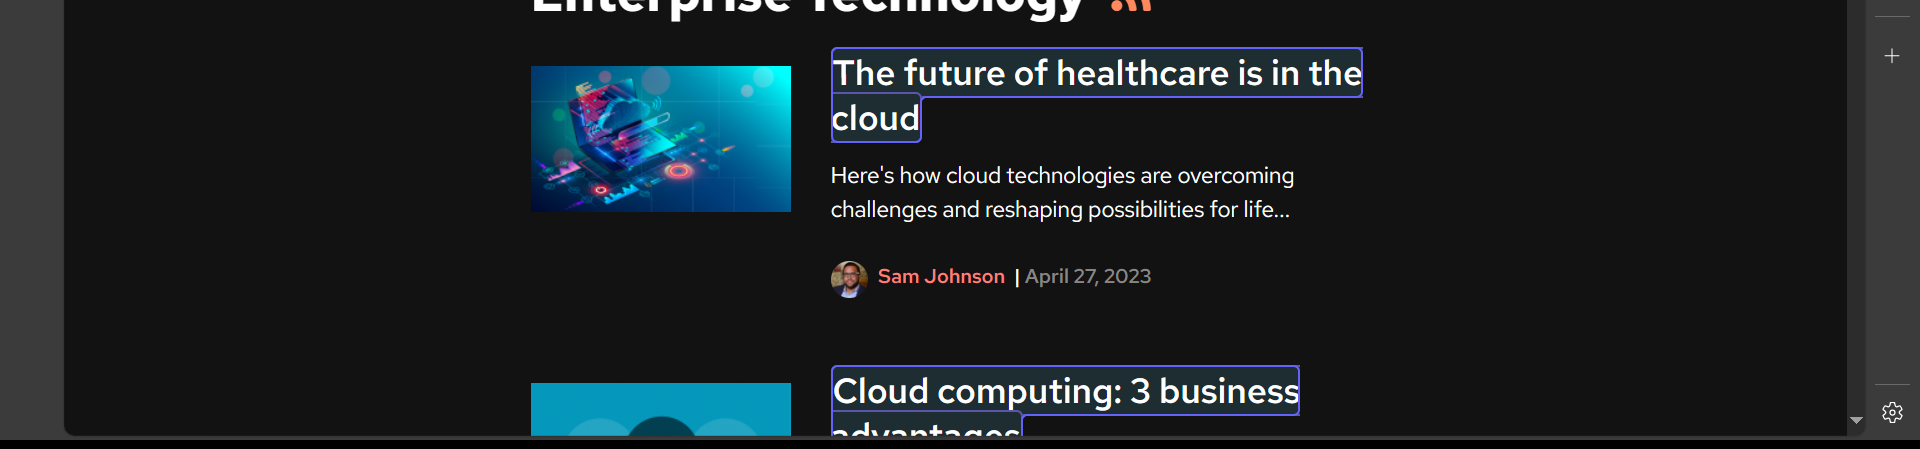 Enterprise Technology
The future of healthcare is in the
cloud
Here's how cloud technologies are overcoming
challenges and reshaping possibilities for life...
Sam Johnson | April 27, 2023
Cloud computing: 3 business
advantages